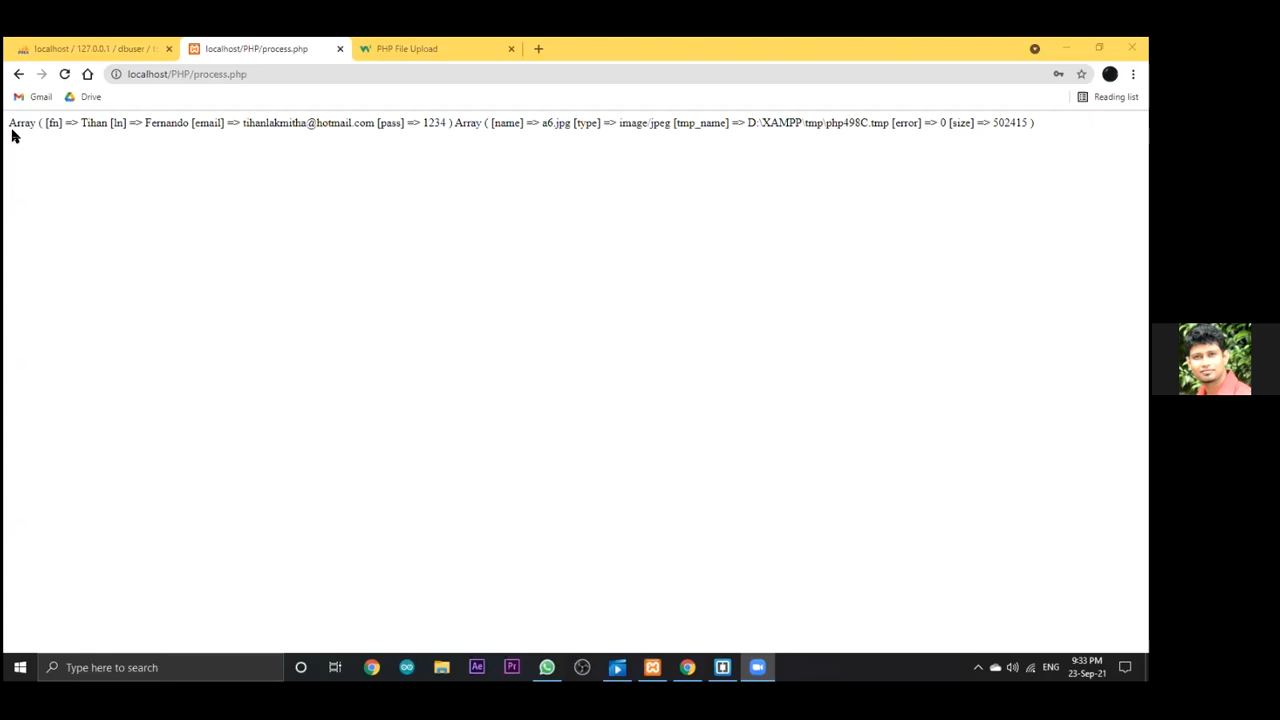 localhost / 127.0.0.1 / dbuser / 
localhost/PHP/process.php
PHP File Upload
localhost/PHP/process.php
Gmail
Drive
Reading list
Array ( [fn] => Tihan [ln] => Fernando [email] => tihanlakmitha@hotmail.com [pass] => 1234 ) Array ( [name] => a6.jpg [type] => image/jpeg [tmp_name] => D:\XAMPP\tmp\php498C.tmp [error] => 0 [size] => 502415 )
Type here to search
Ae
Pr
ENG
9:33 PM
23-Sep-21